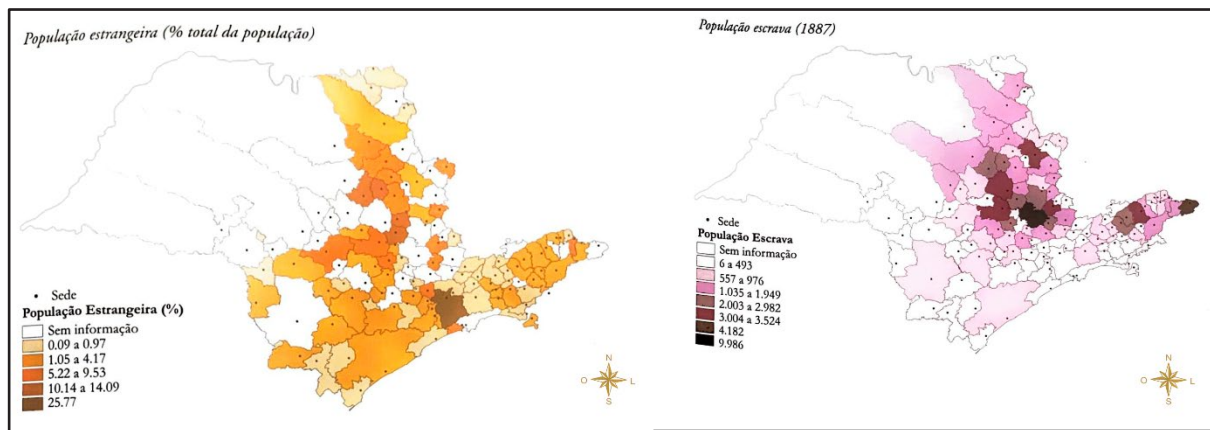 População estrangeira (% total da população)
Sede
População Estrangeira (%)
Sem informação
0.09 a 0.97
1.05 a 4.17
5.22 a 9.53
10.14 a 14.09
25.77
N
O
L
S
População escrava (1887)
Sede
População Escrava
Sem informação
6 a 493
557 a 976
1.035 a 1.949
2.003 a 2.982
3.004 a 3.524
4.182
9.986
N
O
L
S